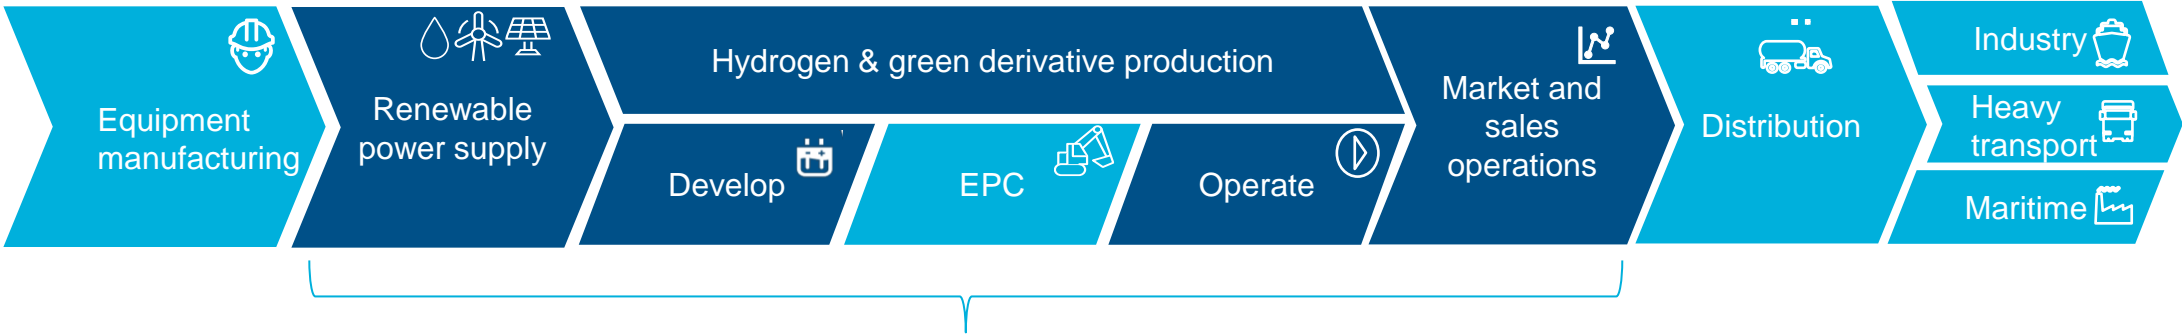 Equipment
manufacturing
Renewable
power supply
Hydrogen & green derivative production
Develop
EPC
Operate
Market and
sales
operations
Distribution
Industry
Heavy
transport
Maritime